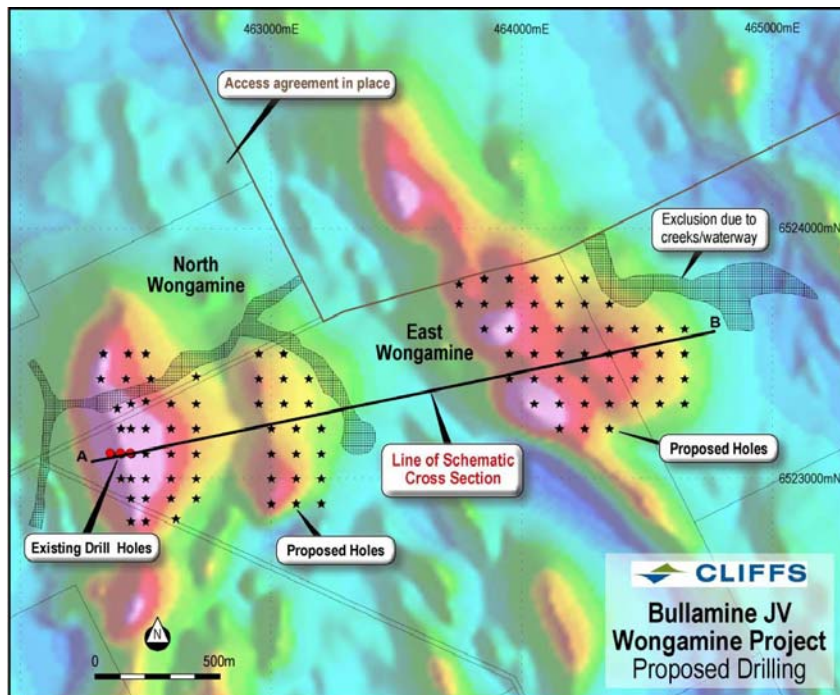 463000mE
464000mE
465000mE
Access agreement in place
6524000mN
Exclusion due to
creeks/waterway
North
Wongamine
East
Wongamine
B
A
Line of Schematic
Cross Section
Proposed Holes
6523000mN
Existing Drill Holes
Proposed Holes
CLIFFS
Bullamine JV
Wongamine Project
Proposed Drilling
N
0
500m